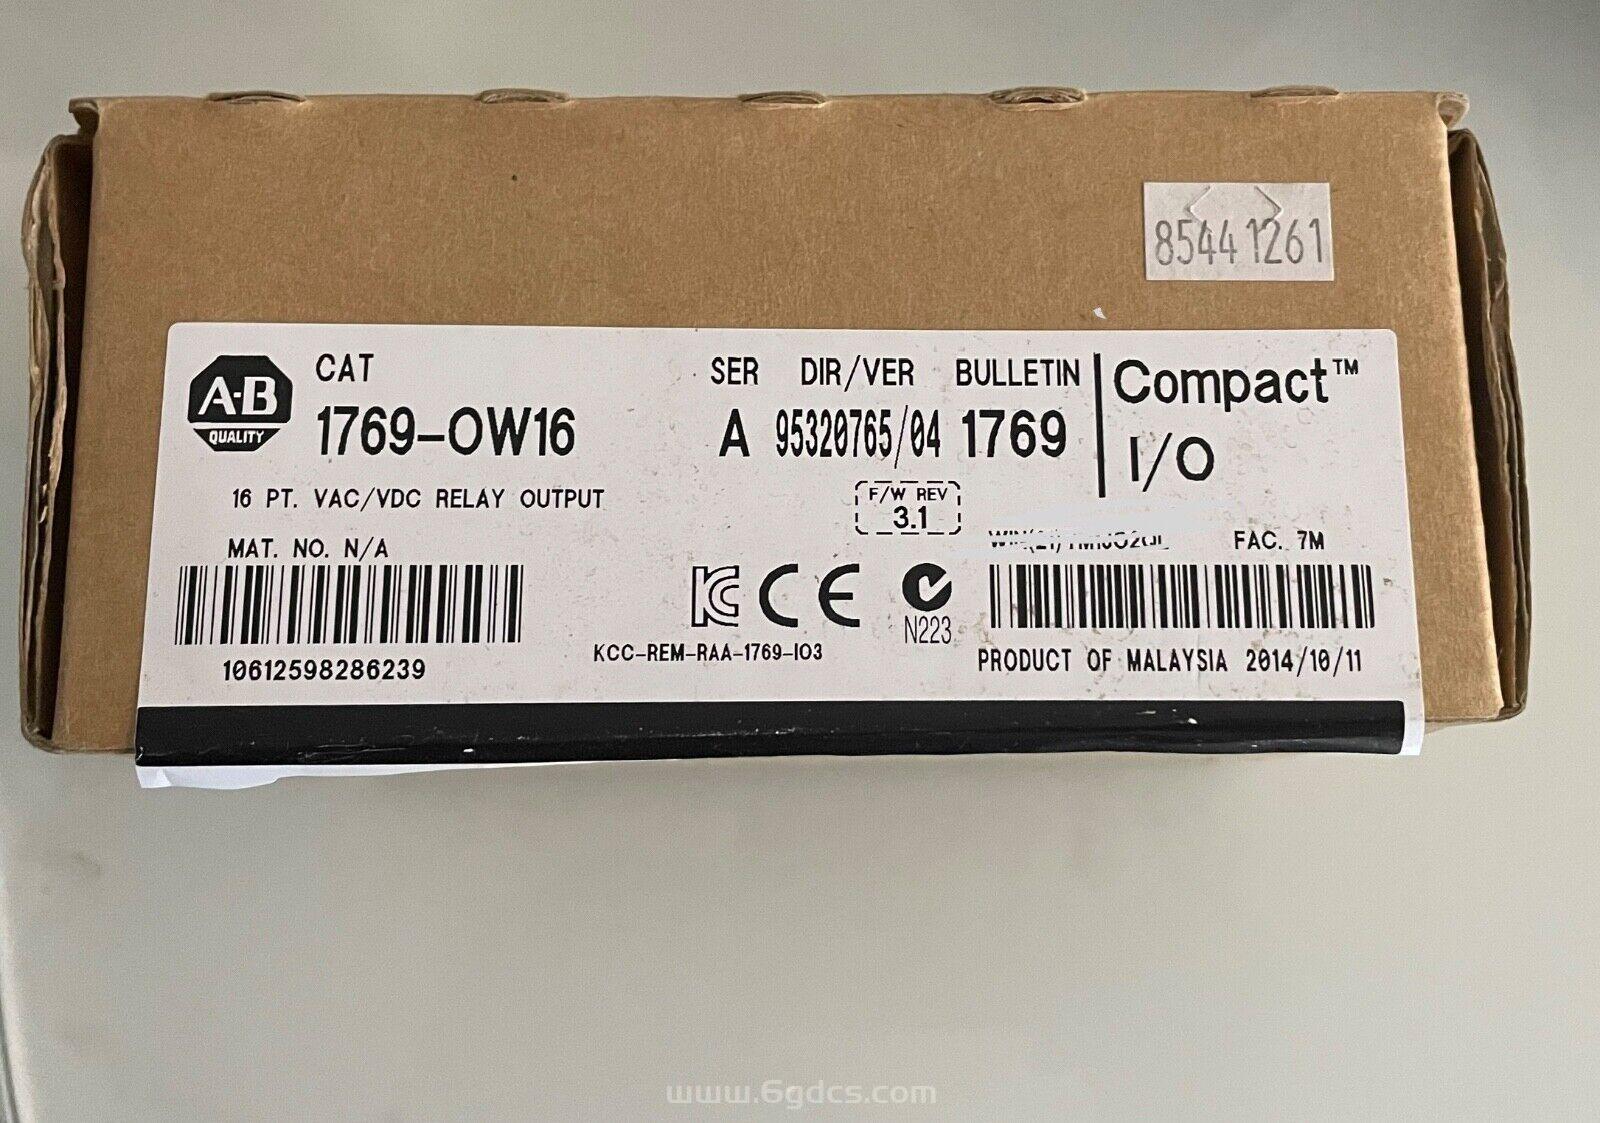 85441261
A-B
QUALITY
CAT
1769-OW16
SER
A
DIR/VER
95320765/04
BULLETIN
1769
Compact™
I/O
16 PT. VAC/VDC RELAY OUTPUT
F/W REV
3.1
MAT. NO. N/A
FAC. 7M
10612598286239
KC
CE
N223
KCC-REM-RAA-1769-IO3
PRODUCT OF MALAYSIA 2014/10/11
www.6gdcs.com